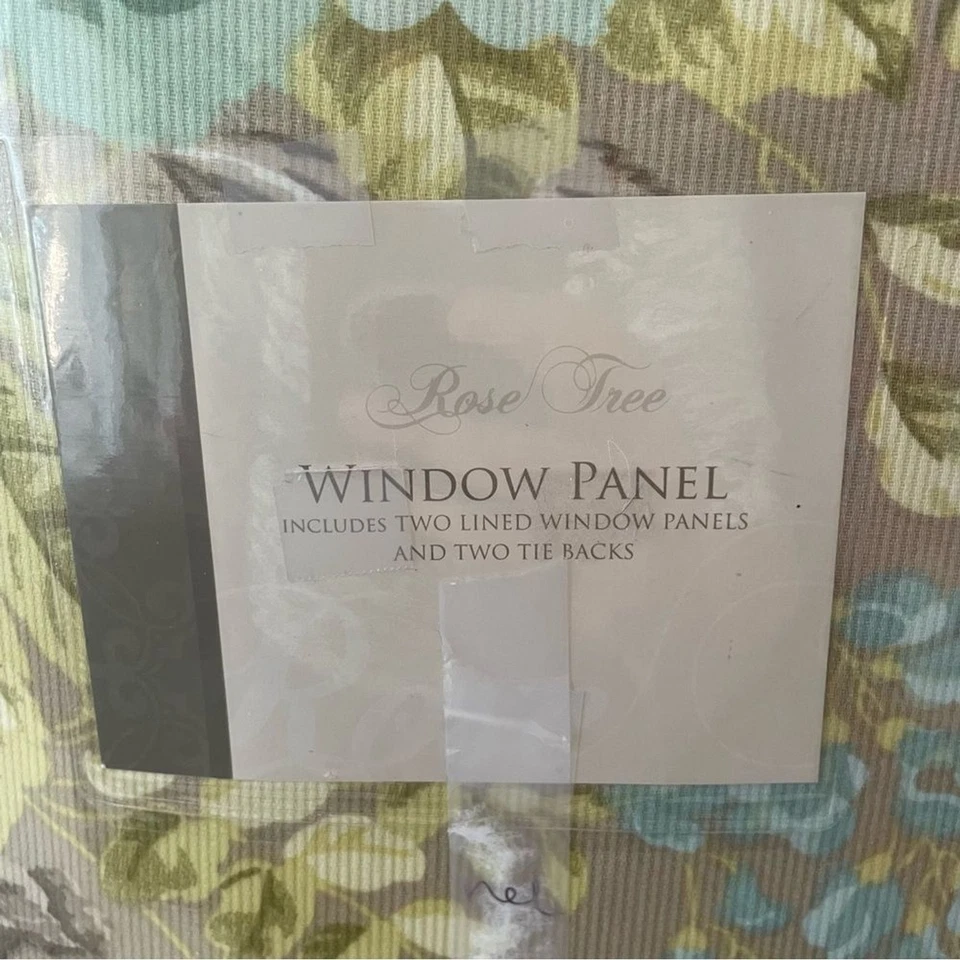 Rose Tree
WINDOW PANEL
INCLUDES TWO LINED WINDOW PANELS
AND TWO TIE BACKS